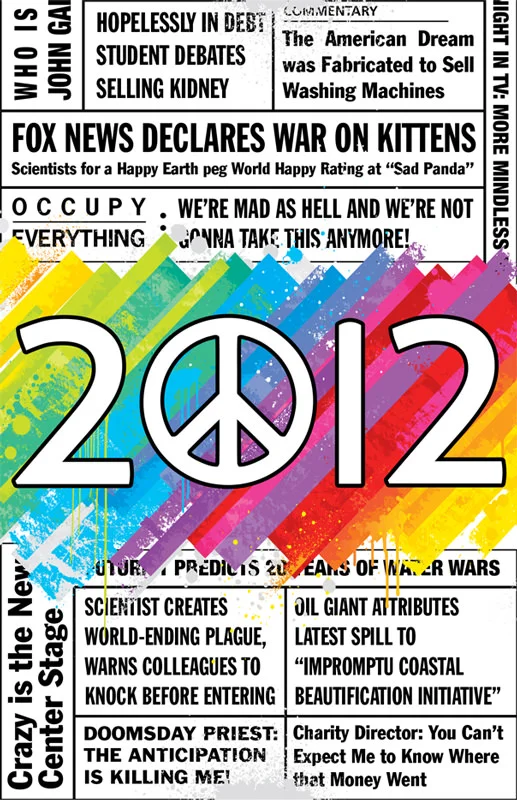 WHO IS
JOHN GAL
HOPELESSLY IN DEBT
STUDENT DEBATES
SELLING KIDNEY
COMMENTARY
The American Dream
was Fabricated to Sell
Washing Machines
IGHT IN TV: MORE MINDLESS
FOX NEWS DECLARES WAR ON KITTENS
Scientists for a Happy Earth peg World Happy Rating at “Sad Panda”
OCCUPY
EVERYTHING
:
WE'RE MAD AS HELL AND WE'RE NOT
GONNA TAKE THIS ANYMORE!
2012
PREDICTS 20 YEARS OF WATER WARS
Crazy is the New
Center Stage
SCIENTIST CREATES
WORLD-ENDING PLAGUE,
WARNS COLLEAGUES TO
KNOCK BEFORE ENTERING
OIL GIANT ATTRIBUTES
LATEST SPILL TO
“IMPROMPTU COASTAL
BEAUTIFICATION INITIATIVE”
DOOMSDAY PRIEST:
THE ANTICIPATION
IS KILLING ME!
Charity Director: You Can't
Expect Me to Know Where
that Money Went